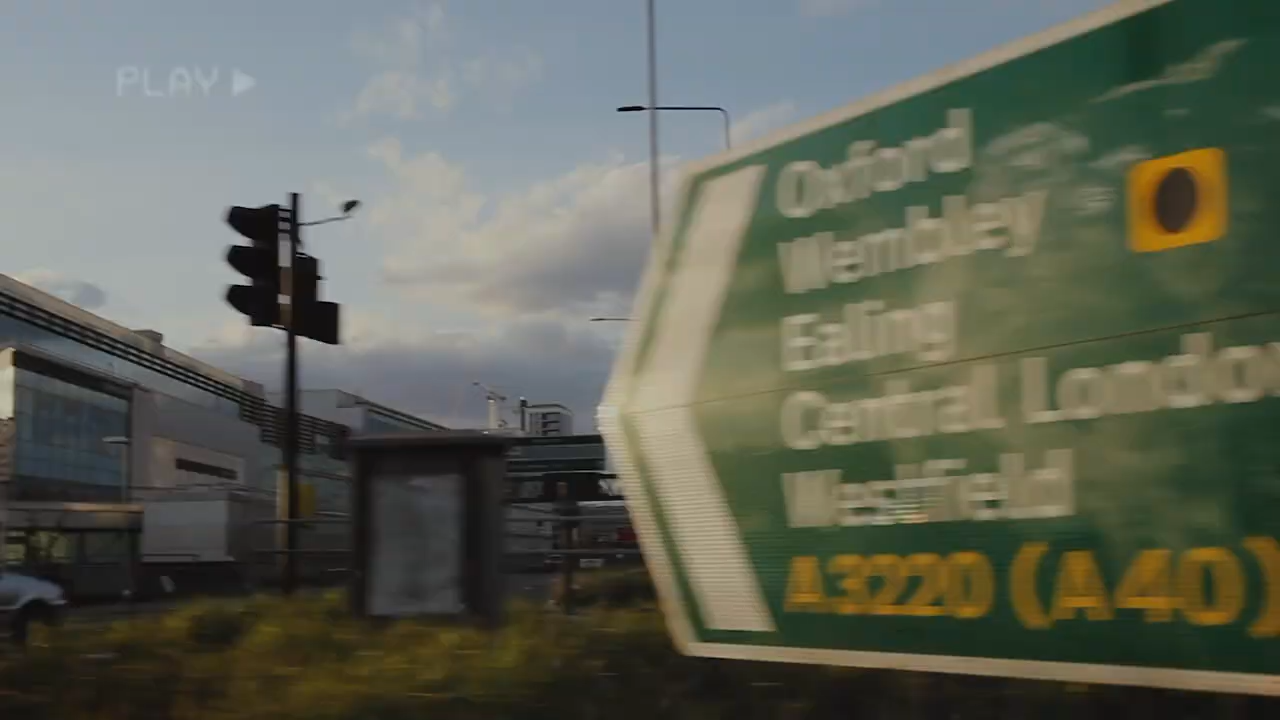 PLAY
Oxford
Wembley
Ealing
Central London
Westfield
A3220 (A40)